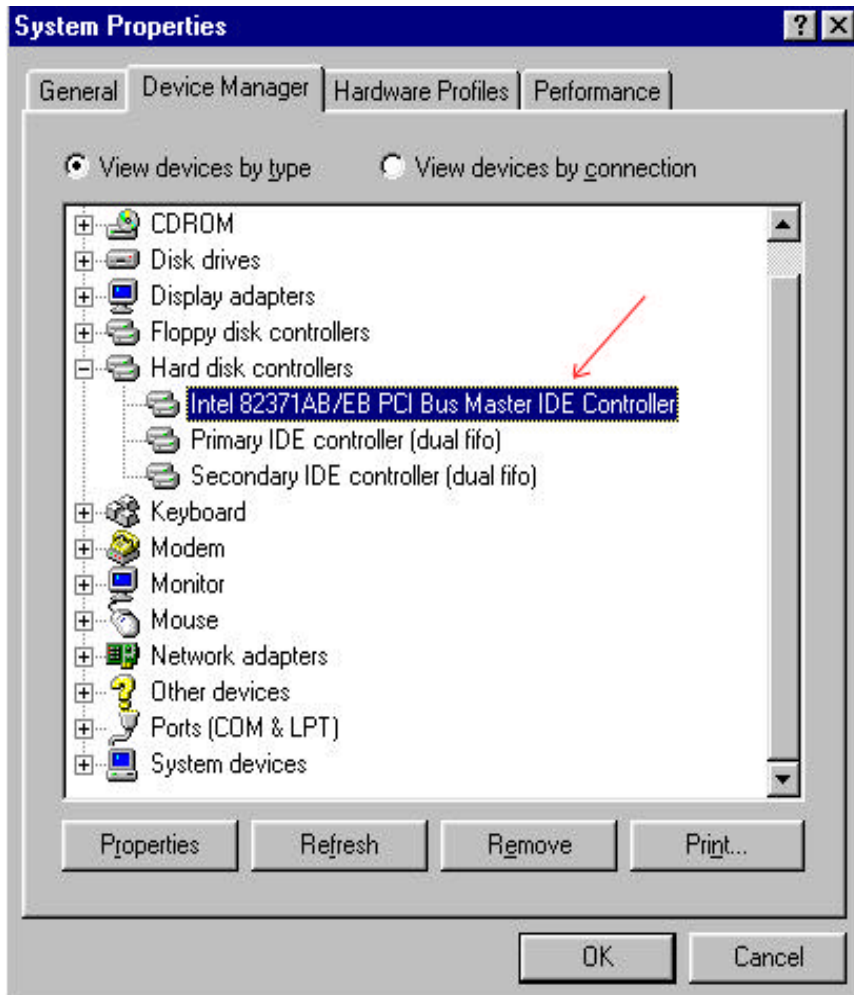 System Properties
General Device Manager Hardware Profiles Performance
View devices by type View devices by connection
CDROM
Disk drives
Display adapters
Floppy disk controllers
Hard disk controllers
Intel 82371AB/EB PCI Bus Master IDE Controller
Primary IDE controller (dual fifo)
Secondary IDE controller (dual fifo)
Keyboard
Modem
Monitor
Mouse
Network adapters
Other devices
Ports (COM & LPT)
System devices
Properties Refresh Remove Print...
OK Cancel